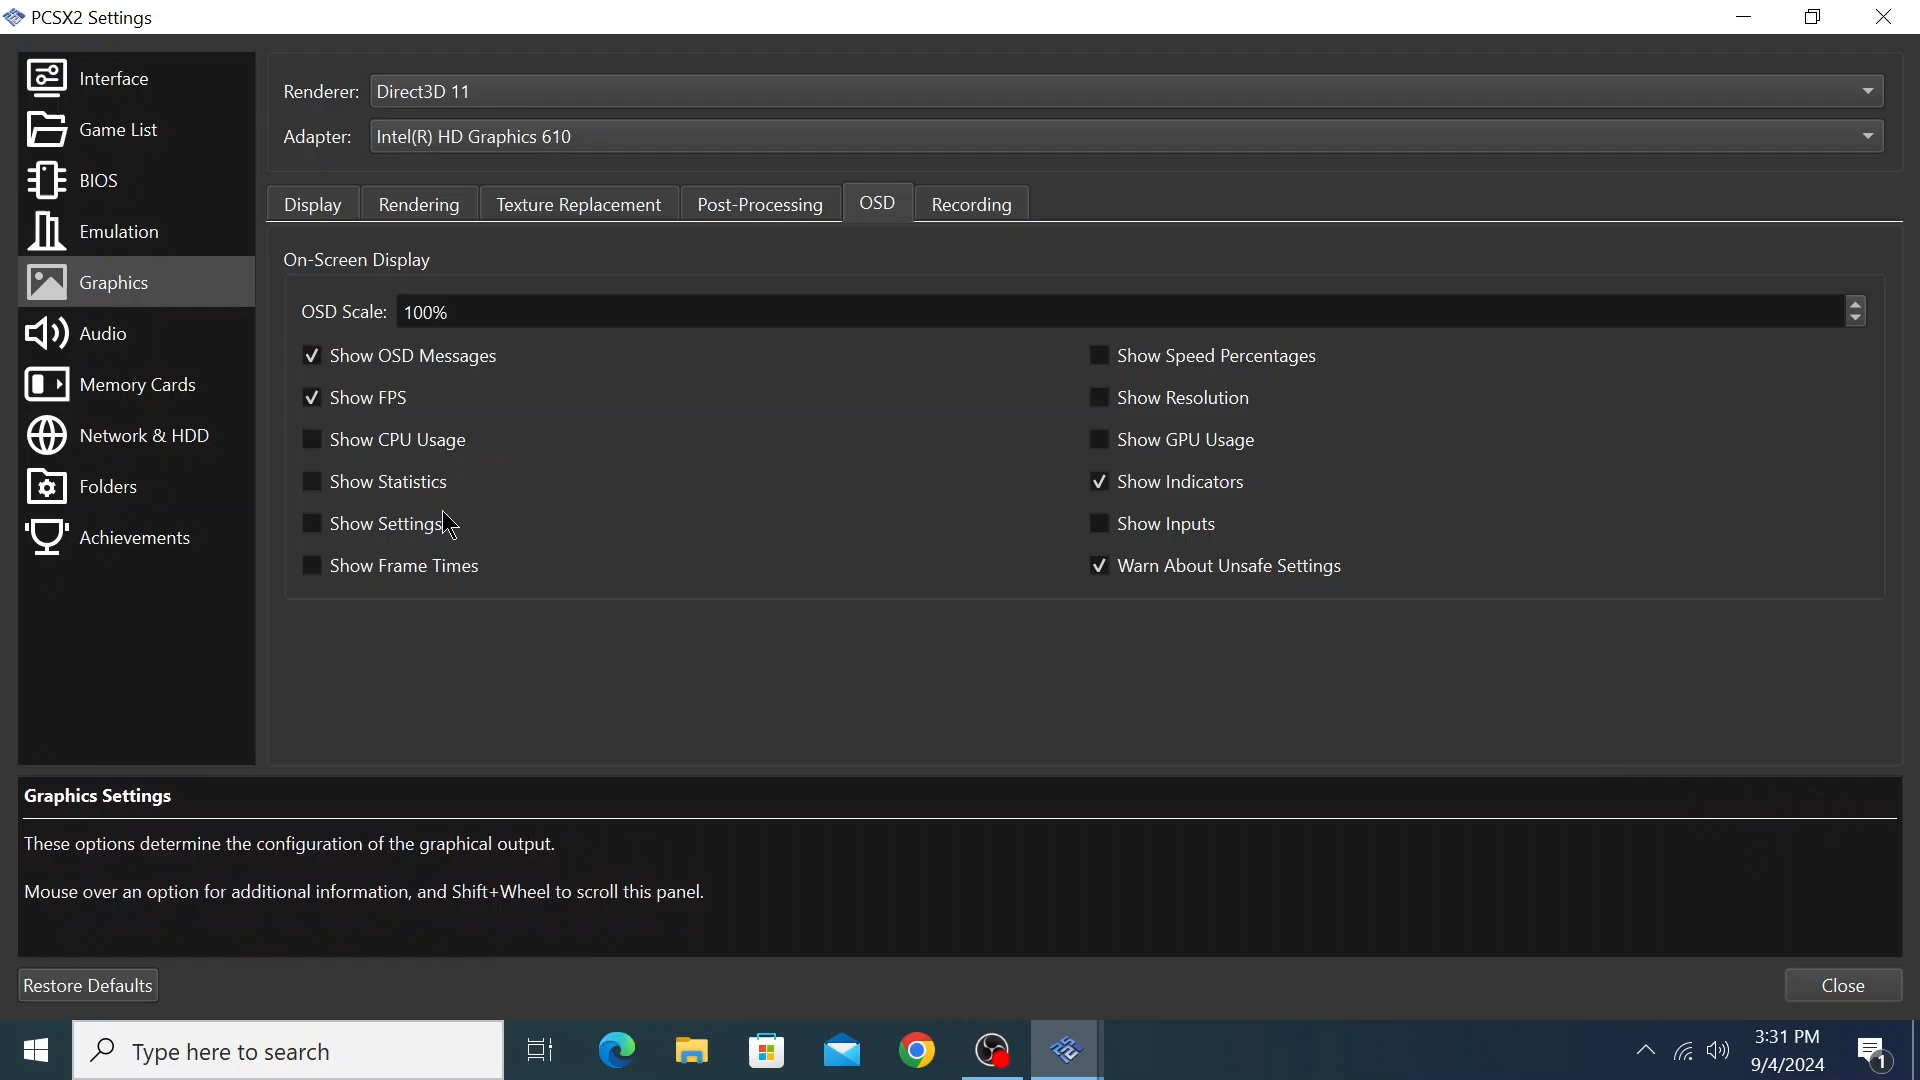 PCSX2 Settings
Interface
Game List
BIOS
Emulation
Graphics
Audio
Memory Cards
Network & HDD
Folders
Achievements
Renderer: Direct3D 11
Adapter: Intel(R) HD Graphics 610
Display Rendering Texture Replacement Post-Processing OSD Recording
On-Screen Display
OSD Scale: 100%
Show OSD Messages Show Speed Percentages
Show FPS Show Resolution
Show CPU Usage Show GPU Usage
Show Statistics Show Indicators
Show Settings Show Inputs
Show Frame Times Warn About Unsafe Settings
Graphics Settings
These options determine the configuration of the graphical output.
Mouse over an option for additional information, and Shift+Wheel to scroll this panel.
Restore Defaults Close
Type here to search
3:31 PM
9/4/2024
1